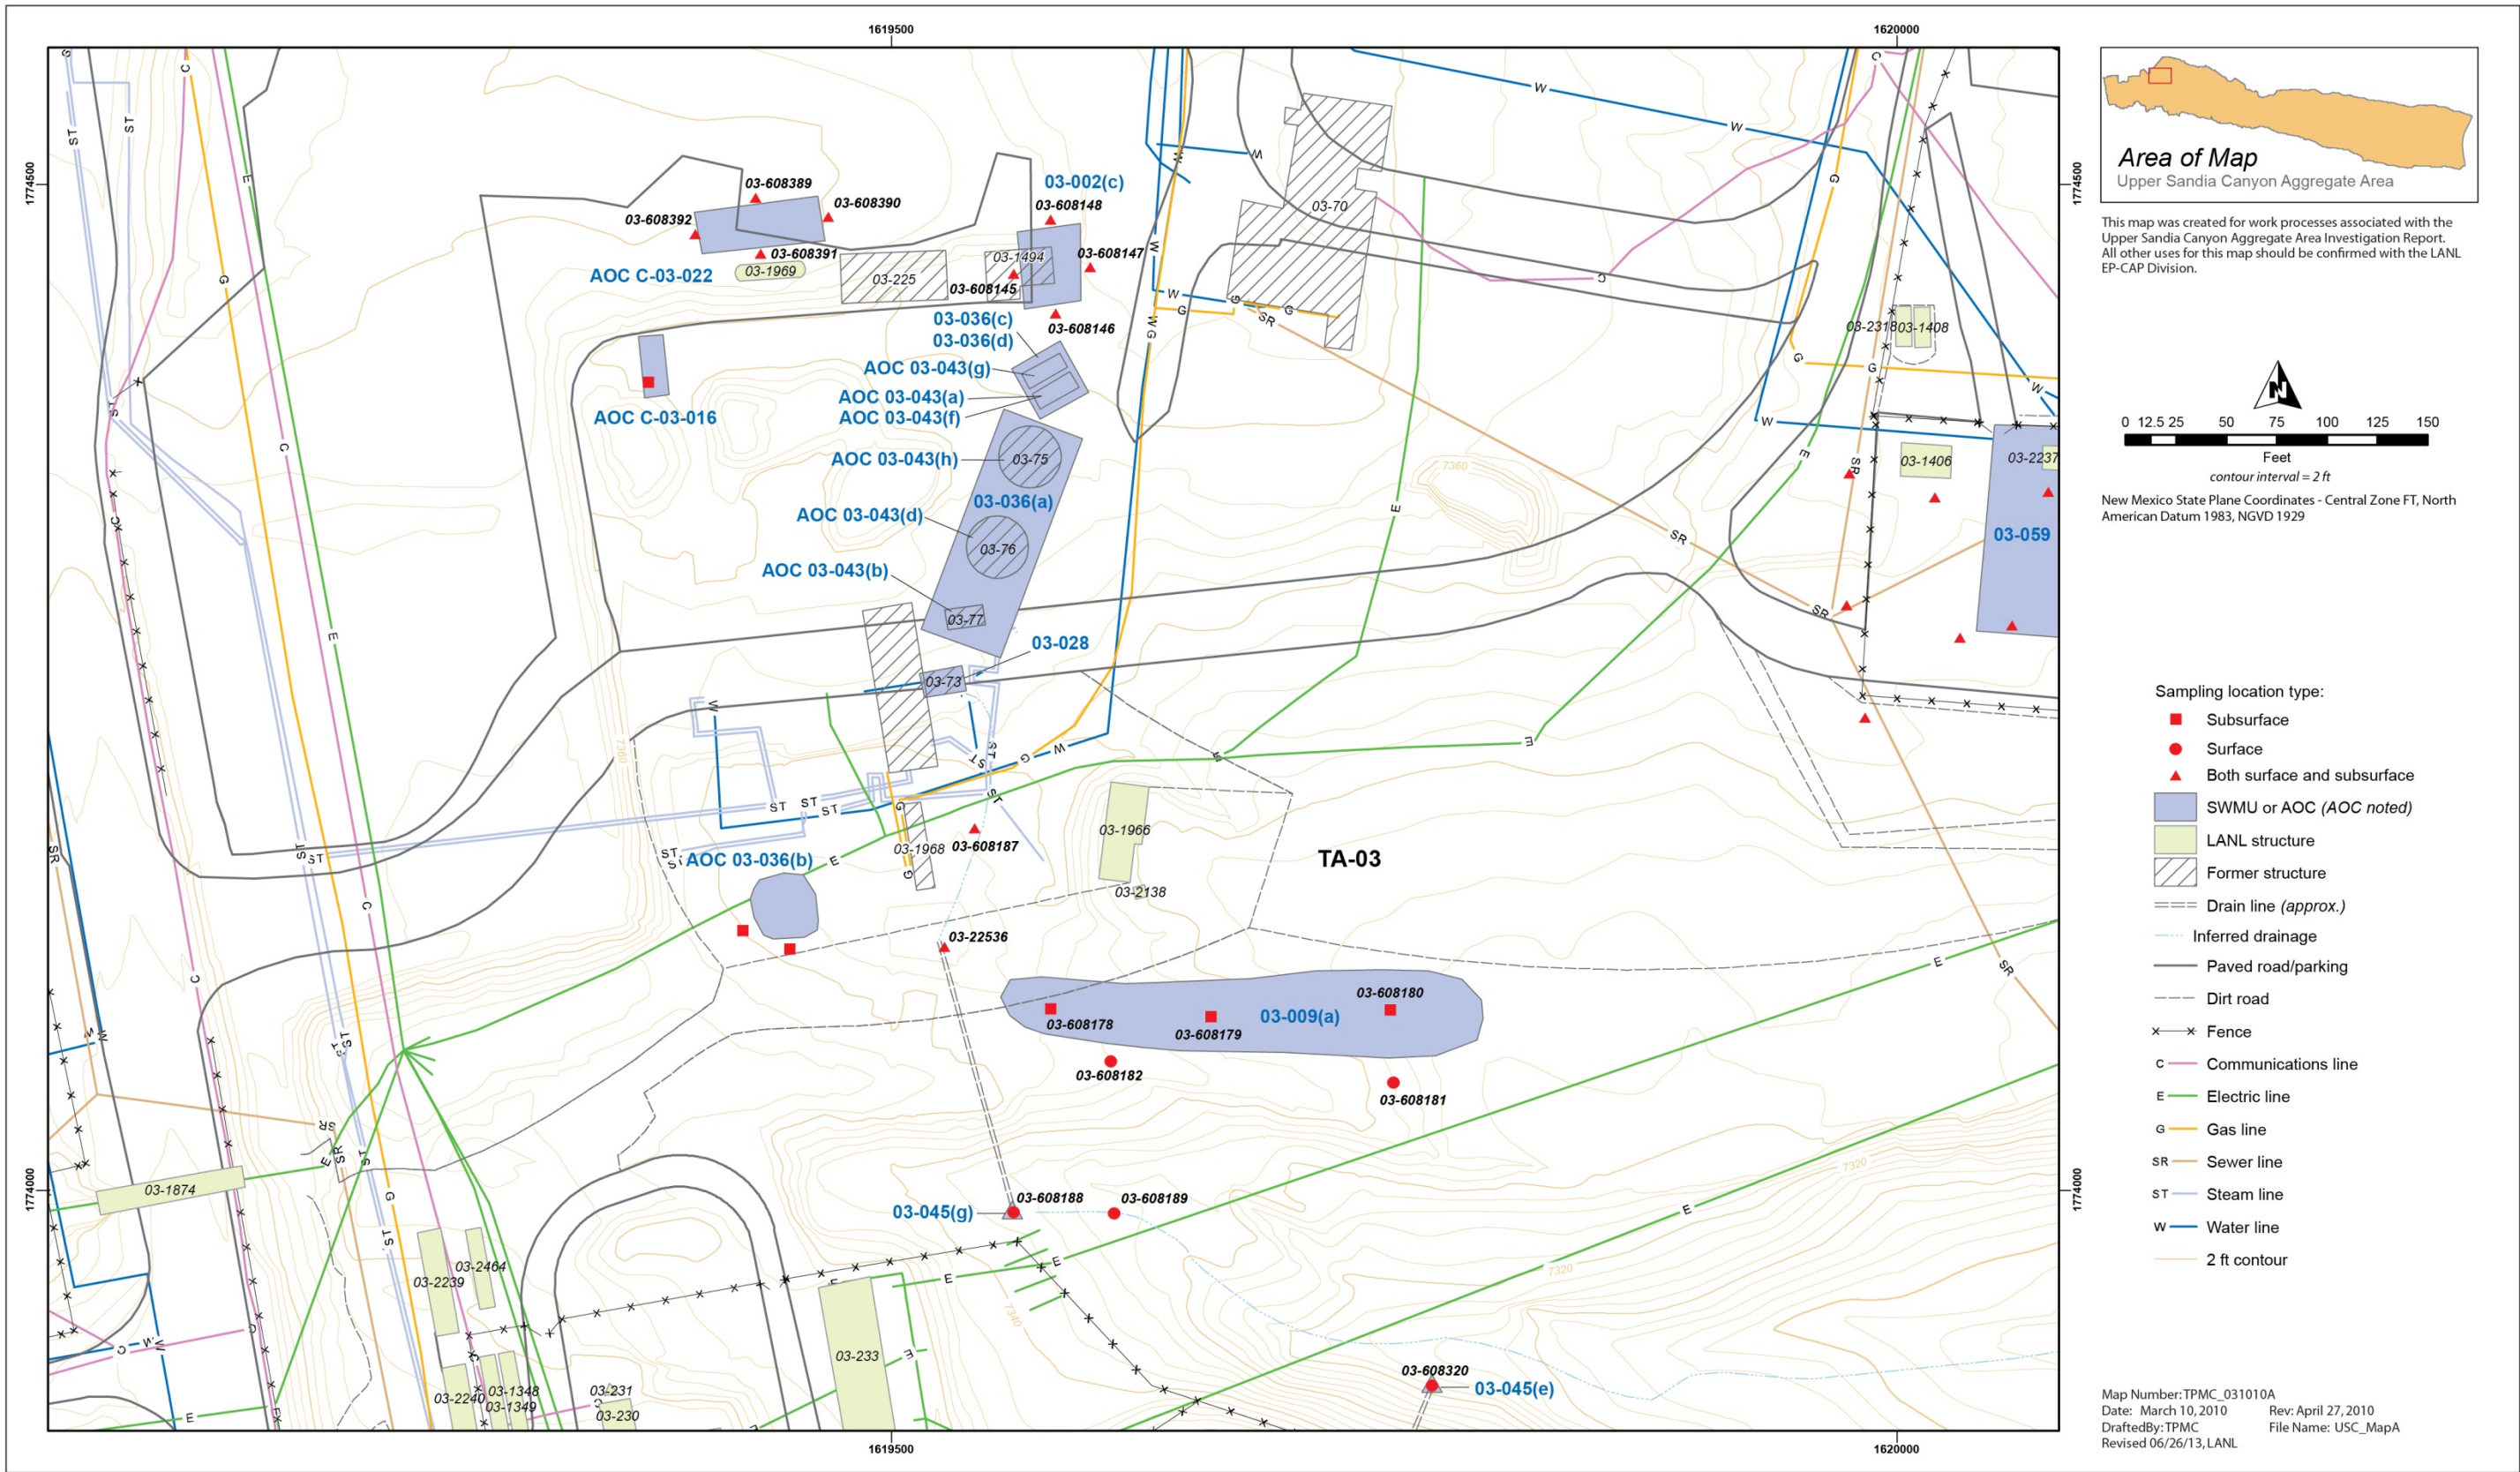 1619500
1620000
1774500
1774500
1774000
1774000
1619500
1620000
03-608389
03-608390
03-608392
03-608391
AOC C-03-022
03-1969
03-225
03-002(c)
03-608148
03-608147
03-1494
03-608145
03-608146
03-70
03-036(c)
03-036(d)
AOC 03-043(g)
AOC 03-043(a)
AOC 03-043(f)
AOC C-03-016
AOC 03-043(h)
03-75
03-036(a)
AOC 03-043(d)
03-76
AOC 03-043(b)
03-77
03-028
03-73
7360
7360
03-2318
03-1408
03-1406
03-2237
03-059
03-1966
03-1968
03-608187
AOC 03-036(b)
03-2138
TA-03
03-22536
03-608178
03-608179
03-009(a)
03-608180
03-608182
03-608181
03-1874
03-045(g)
03-608188
03-608189
7320
7320
7340
03-2239
03-2464
03-233
03-2240
03-1348
03-1349
03-231
03-230
03-608320
03-045(e)
Area of Map
Upper Sandia Canyon Aggregate Area
This map was created for work processes associated with the
Upper Sandia Canyon Aggregate Area Investigation Report.
All other uses for this map should be confirmed with the LANL
EP-CAP Division.
N
0 12.5 25 50 75 100 125 150
Feet
contour interval = 2 ft
New Mexico State Plane Coordinates - Central Zone FT, North
American Datum 1983, NGVD 1929
Sampling location type:
Subsurface
Surface
Both surface and subsurface
SWMU or AOC (AOC noted)
LANL structure
Former structure
Drain line (approx.)
Inferred drainage
Paved road/parking
Dirt road
Fence
C Communications line
E Electric line
G Gas line
SR Sewer line
ST Steam line
W Water line
2 ft contour
Map Number: TPMC_031010A
Date: March 10, 2010 Rev: April 27, 2010
DraftedBy: TPMC File Name: USC_MapA
Revised 06/26/13, LANL